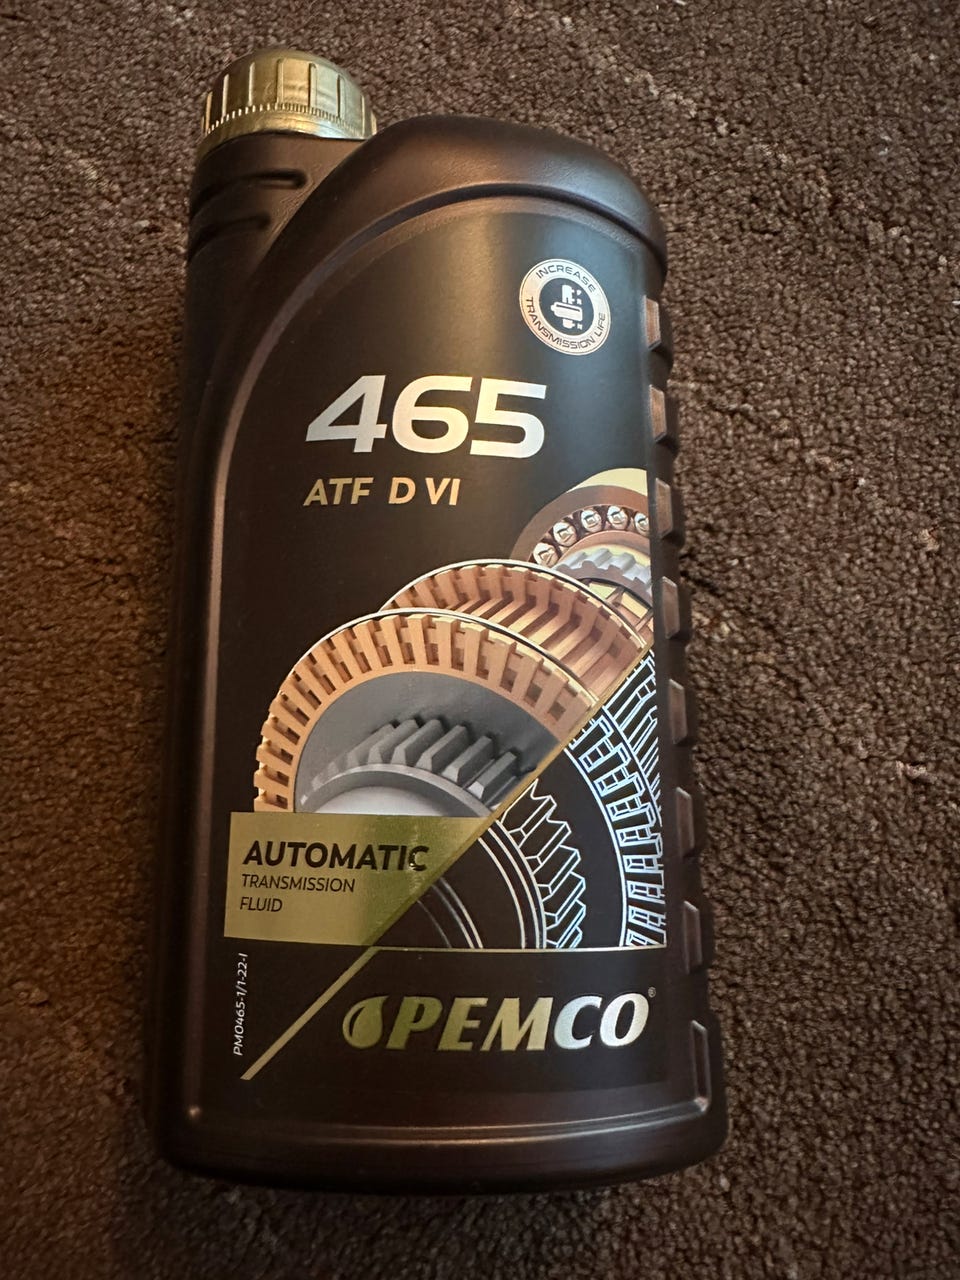 INCREASE
TRANSMISSION LIFE
465
ATF D VI
AUTOMATIC
TRANSMISSION
FLUID
PM0465-1/1-22-I
PEMCO®